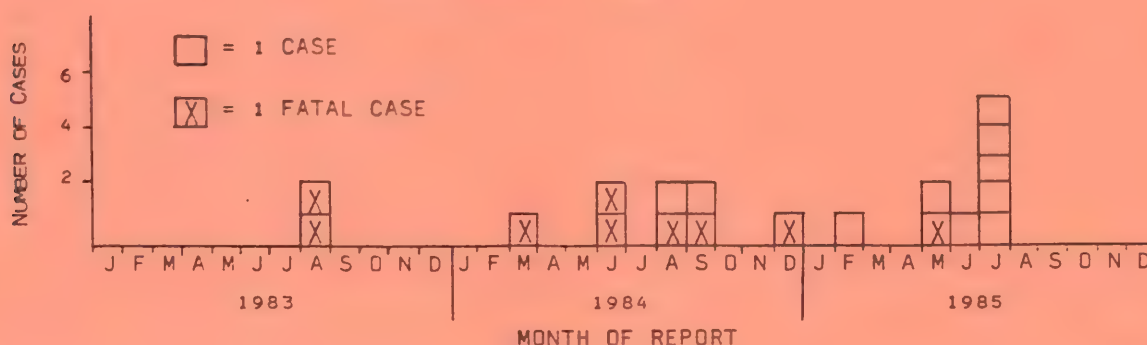 NUMBER OF CASES
6
4
2
= 1 CASE
X = 1 FATAL CASE
X
X
X
X
X
X
X
X
X
J F M A M J J A S O N D J F M A M J J A S O N D J F M A M J J A S O N D
1983 1984 1985
MONTH OF REPORT